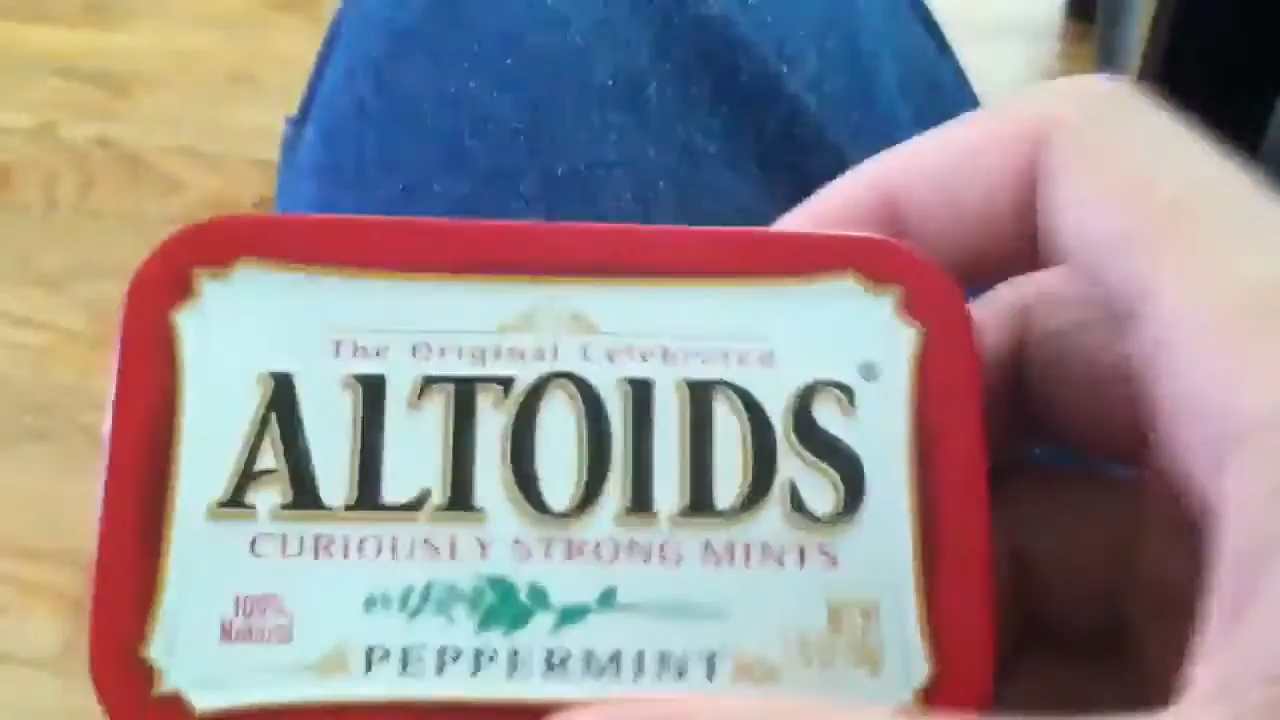 The Original Celebrated
ALTOIDS®
CURIOUSLY STRONG MINTS
100%
Natural
PEPPERMINT